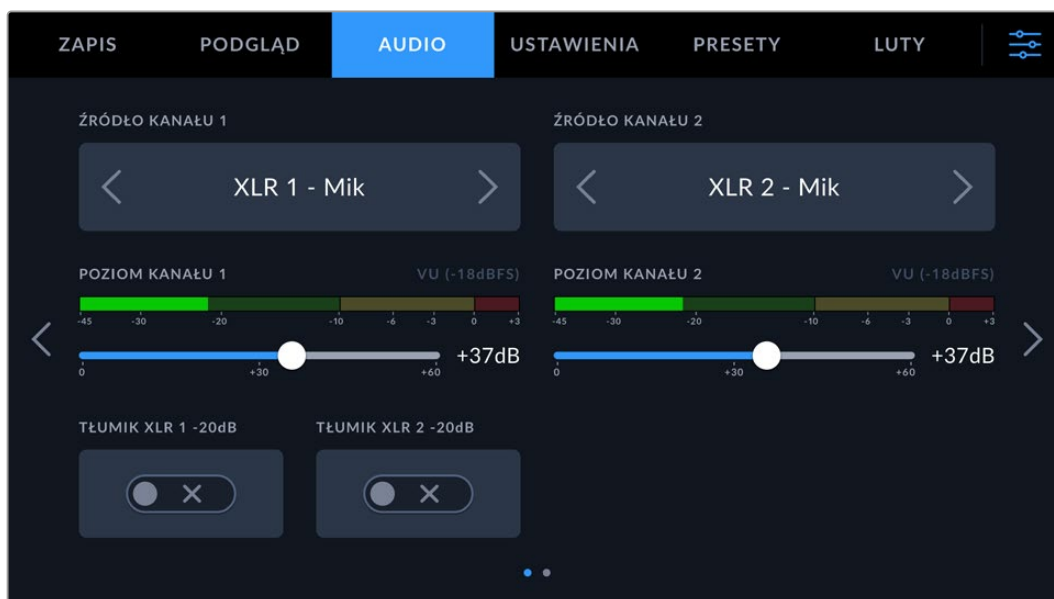 ZAPIS PODGLĄD AUDIO USTAWIENIA PRESETY LUTY
ŹRÓDŁO KANAŁU 1 ŹRÓDŁO KANAŁU 2
XLR 1 - Mik XLR 2 - Mik
POZIOM KANAŁU 1 VU (-18dBFS) POZIOM KANAŁU 2 VU (-18dBFS)
-45 -30 -20 -10 -6 -3 0 +3 -45 -30 -20 -10 -6 -3 0 +3
+37dB +37dB
0 +30 +60 0 +30 +60
TŁUMIK XLR 1 -20dB TŁUMIK XLR 2 -20dB